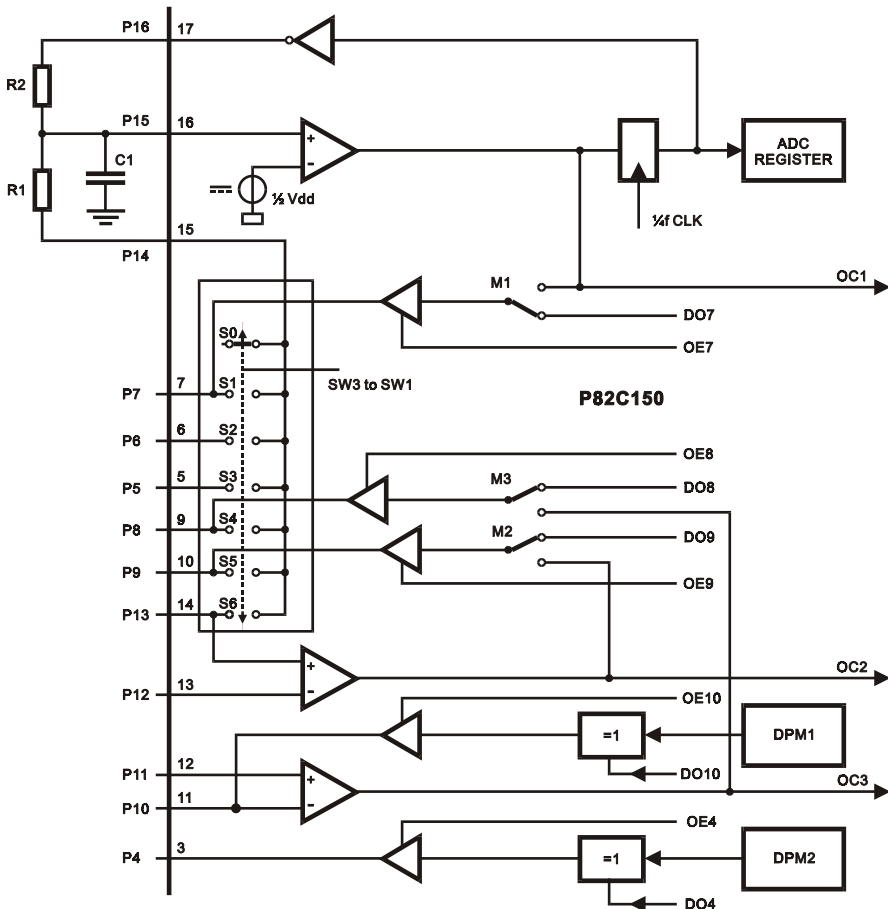 P16 17
R2
P15 16
+
ADC
REGISTER
C1
-
R1
½ Vdd
15
¼f CLK
P14
M1
OC1
DO7
S0
OE7
7 S1
SW3 to SW1
P7
P82C150
6 S2
P6
OE8
5 S3
P5
M3
DO8
9 S4
P8
M2
DO9
10 S5
P9
OE9
14 S6
P13
+
OC2
13
P12
-
OE10
=1
DPM1
12
P11
+
DO10
OC3
11
P10
-
OE4
3
P4
=1
DPM2
DO4